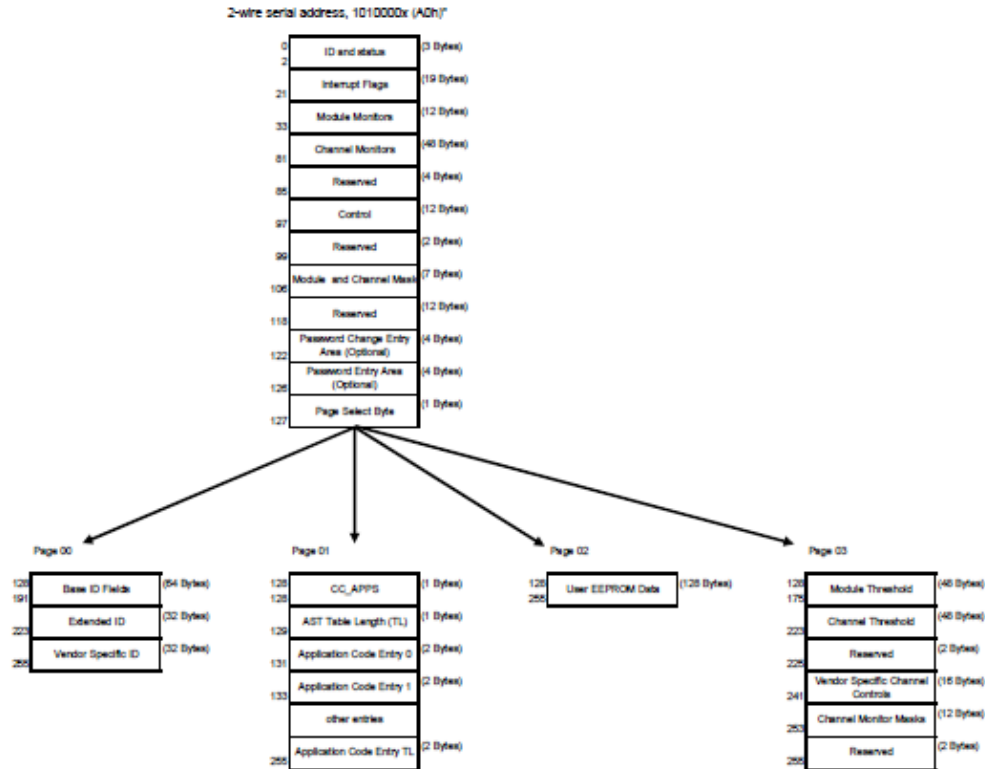 2-wire serial address, 1010000x (A0h)"
0
2
ID and status
(3 Bytes)
21
Interrupt Flags
(19 Bytes)
33
Module Monitors
(12 Bytes)
81
Channel Monitors
(48 Bytes)
85
Reserved
(4 Bytes)
97
Control
(12 Bytes)
99
Reserved
(2 Bytes)
106
Module and Channel Mask
(7 Bytes)
118
Reserved
(12 Bytes)
122
Password Change Entry
Area (Optional)
(4 Bytes)
126
Password Entry Area
(Optional)
(4 Bytes)
127
Page Select Byte
(1 Bytes)
Page 00
128
191
Base ID Fields
(64 Bytes)
223
Extended ID
(32 Bytes)
255
Vendor Specific ID
(32 Bytes)
Page 01
128
128
CC_APPS
(1 Bytes)
129
AST Table Length (TL)
(1 Bytes)
131
Application Code Entry 0
(2 Bytes)
133
Application Code Entry 1
(2 Bytes)
other entries
255
Application Code Entry TL
(2 Bytes)
Page 02
128
255
User EEPROM Data
(128 Bytes)
Page 03
128
175
Module Threshold
(48 Bytes)
223
Channel Threshold
(48 Bytes)
225
Reserved
(2 Bytes)
241
Vendor Specific Channel
Controls
(16 Bytes)
253
Channel Monitor Masks
(12 Bytes)
255
Reserved
(2 Bytes)